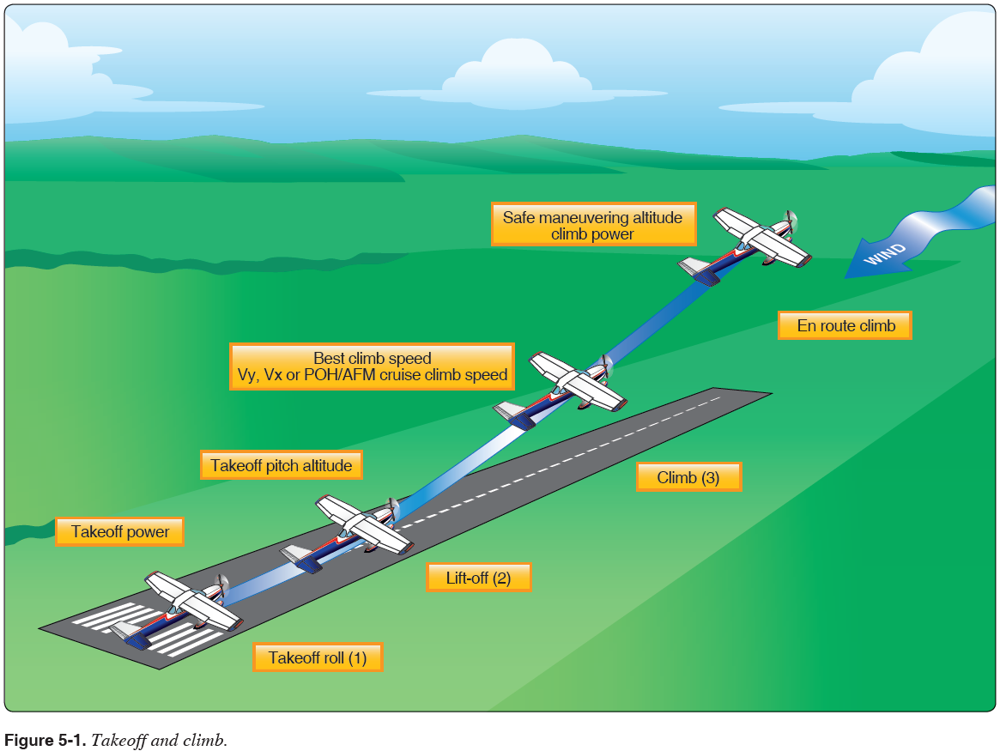 Safe maneuvering altitude
climb power
WIND
En route climb
Best climb speed
Vy, Vx or POH/AFM cruise climb speed
Takeoff pitch altitude
Climb (3)
Takeoff power
Lift-off (2)
Takeoff roll (1)
Figure 5-1. Takeoff and climb.